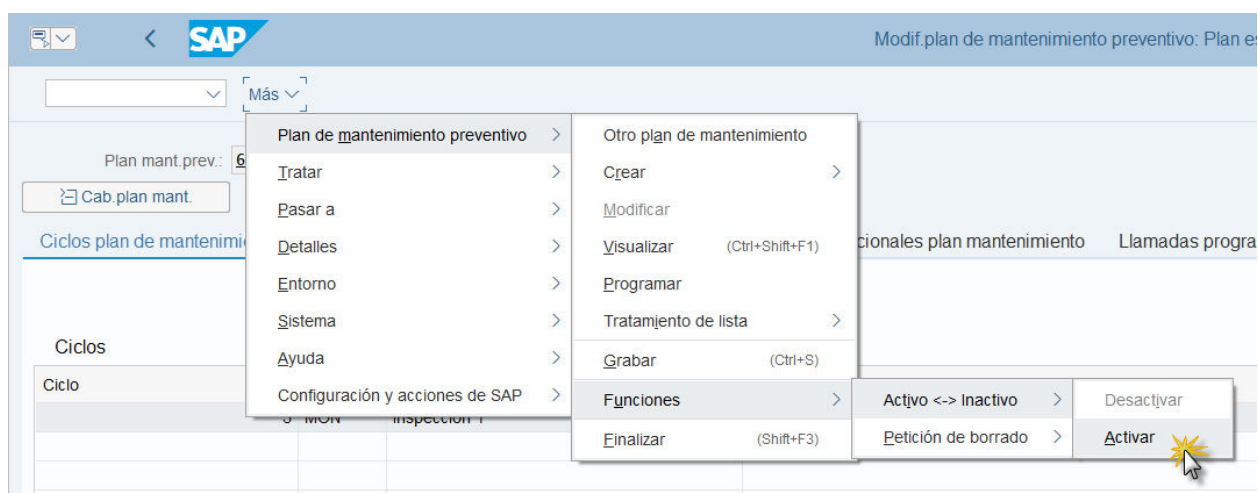 SAP
Modif.plan de mantenimiento preventivo: Plan es
Más
Plan mant.prev.: 6
Cab.plan mant.
Ciclos plan de mantenimi
cionales plan mantenimiento
Llamadas progra
Ciclos
Ciclo
3 MON Inspección 1
Plan de mantenimiento preventivo
Tratar
Pasar a
Detalles
Entorno
Sistema
Ayuda
Configuración y acciones de SAP
Otro plan de mantenimiento
Crear
Modificar
Visualizar (Ctrl+Shift+F1)
Programar
Tratamiento de lista
Grabar (Ctrl+S)
Funciones
Finalizar (Shift+F3)
Activo <-> Inactivo
Petición de borrado
Desactivar
Activar